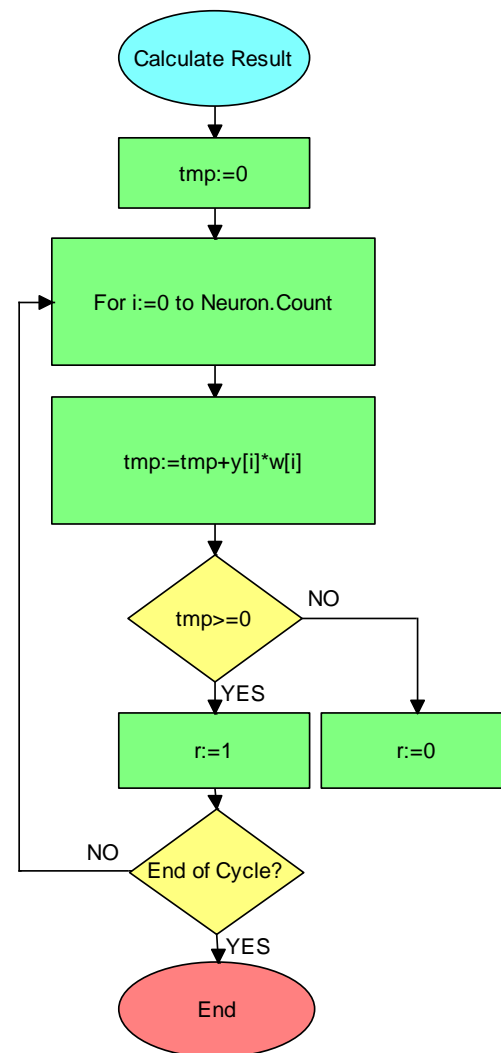 Calculate Result
tmp:=0
For i:=0 to Neuron.Count
tmp:=tmp+y[i]*w[i]
tmp>=0
NO
YES
r:=1
r:=0
End of Cycle?
NO
YES
End